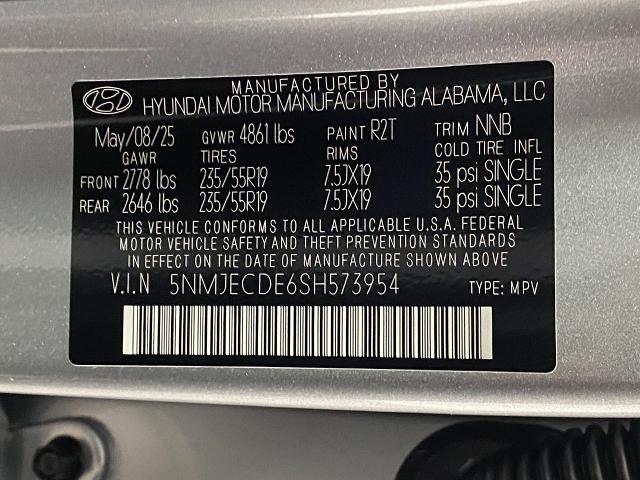 MANUFACTURED BY
HYUNDAI MOTOR MANUFACTURING ALABAMA, LLC
May/08/25 GVWR 4861 lbs PAINT R2T TRIM NNB
GAWR TIRES RIMS COLD TIRE INFL
FRONT 2778 lbs 235/55R19 7.5JX19 35 psi SINGLE
REAR 2646 lbs 235/55R19 7.5JX19 35 psi SINGLE
THIS VEHICLE CONFORMS TO ALL APPLICABLE U.S.A. FEDERAL
MOTOR VEHICLE SAFETY AND THEFT PREVENTION STANDARDS
IN EFFECT ON THE DATE OF MANUFACTURE SHOWN ABOVE
V.I.N 5NMJECDE6SH573954 TYPE: MPV